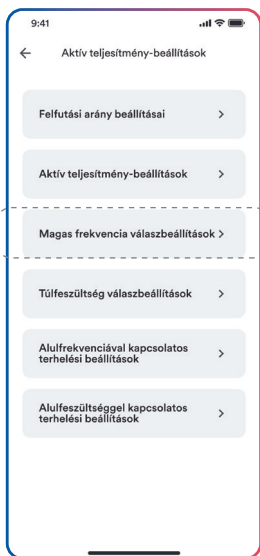 9:41
Aktív teljesítmény-beállítások
Felfutási arány beállításai
Aktív teljesítmény-beállítások
Magas frekvencia válaszbeállítások
Túlfeszültség válaszbeállítások
Alulfrekvenciával kapcsolatos
terhelési beállítások
Alulfeszültséggel kapcsolatos
terhelési beállítások